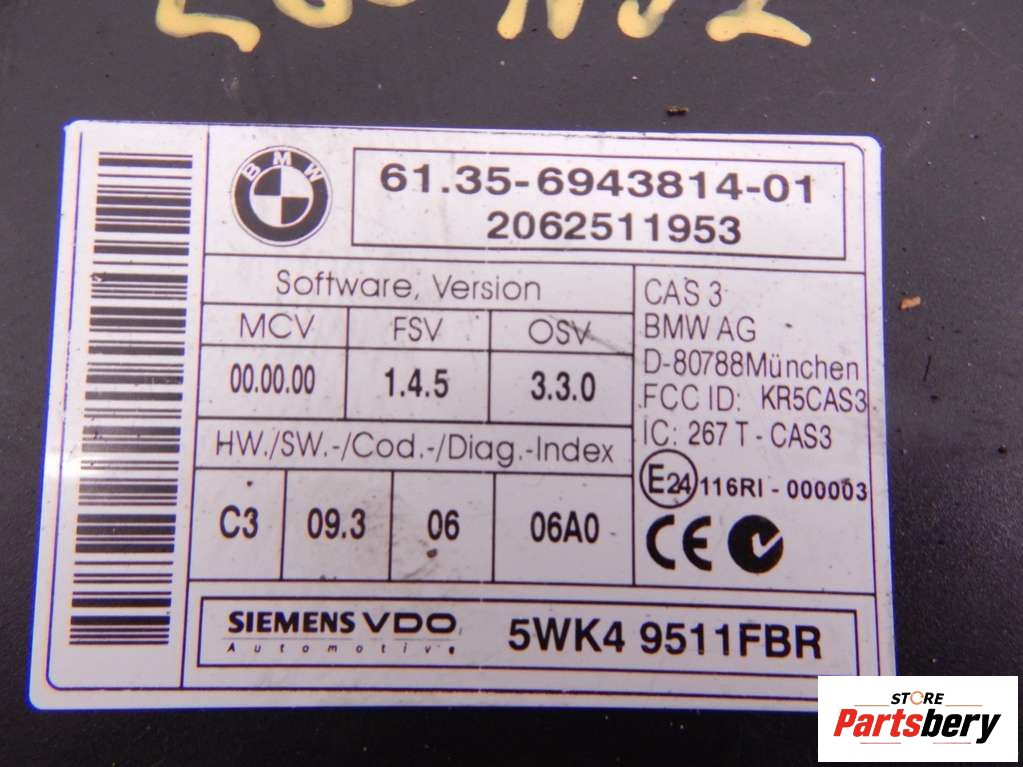 BMW
61.35-6943814-01
2062511953
Software, Version
MCV FSV OSV
00.00.00 1.4.5 3.3.0
HW./SW.-/Cod.-/Diag.-Index
C3 09.3 06 06A0
CAS 3
BMW AG
D-80788München
FCC ID: KR5CAS3
IC: 267 T - CAS3
E24 116RI - 000003
CE
SIEMENS VDO
Automotive
5WK4 9511FBR
STORE
Partsbery